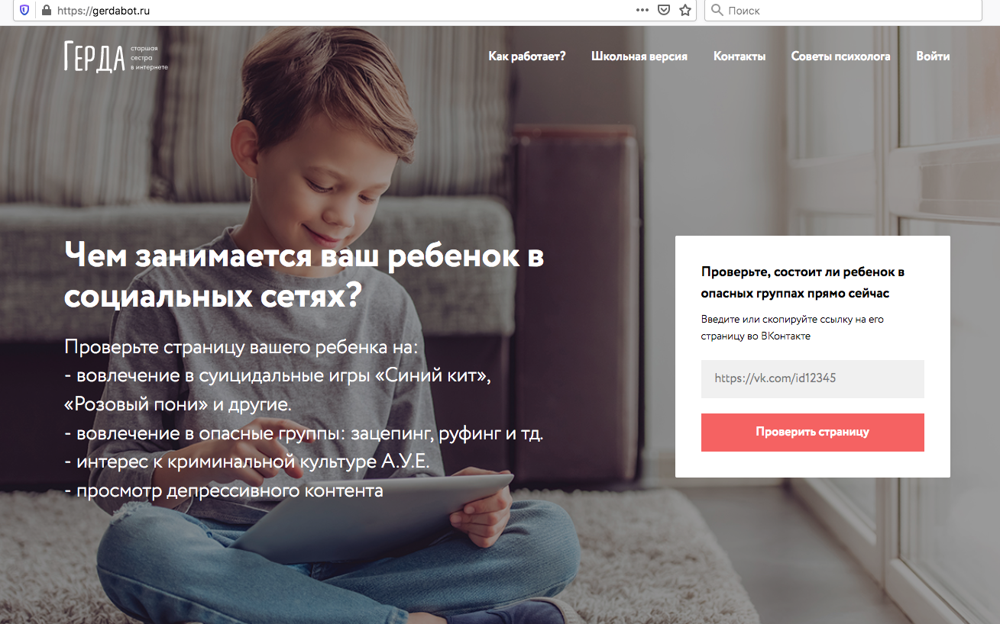 https://gerdabot.ru
Поиск
ГЕРДА
старшая
сестра
в интернете
Как работает?
Школьная версия
Контакты
Советы психолога
Войти
Чем занимается ваш ребенок в
социальных сетях?
Проверьте страницу вашего ребенка на:
- вовлечение в суицидальные игры «Синий кит»,
«Розовый пони» и другие.
- вовлечение в опасные группы: зацепинг, руфинг и тд.
- интерес к криминальной культуре А.У.Е.
- просмотр депрессивного контента
Проверьте, состоит ли ребенок в
опасных группах прямо сейчас
Введите или скопируйте ссылку на его
страницу во ВКонтакте
https://vk.com/id12345
Проверить страницу